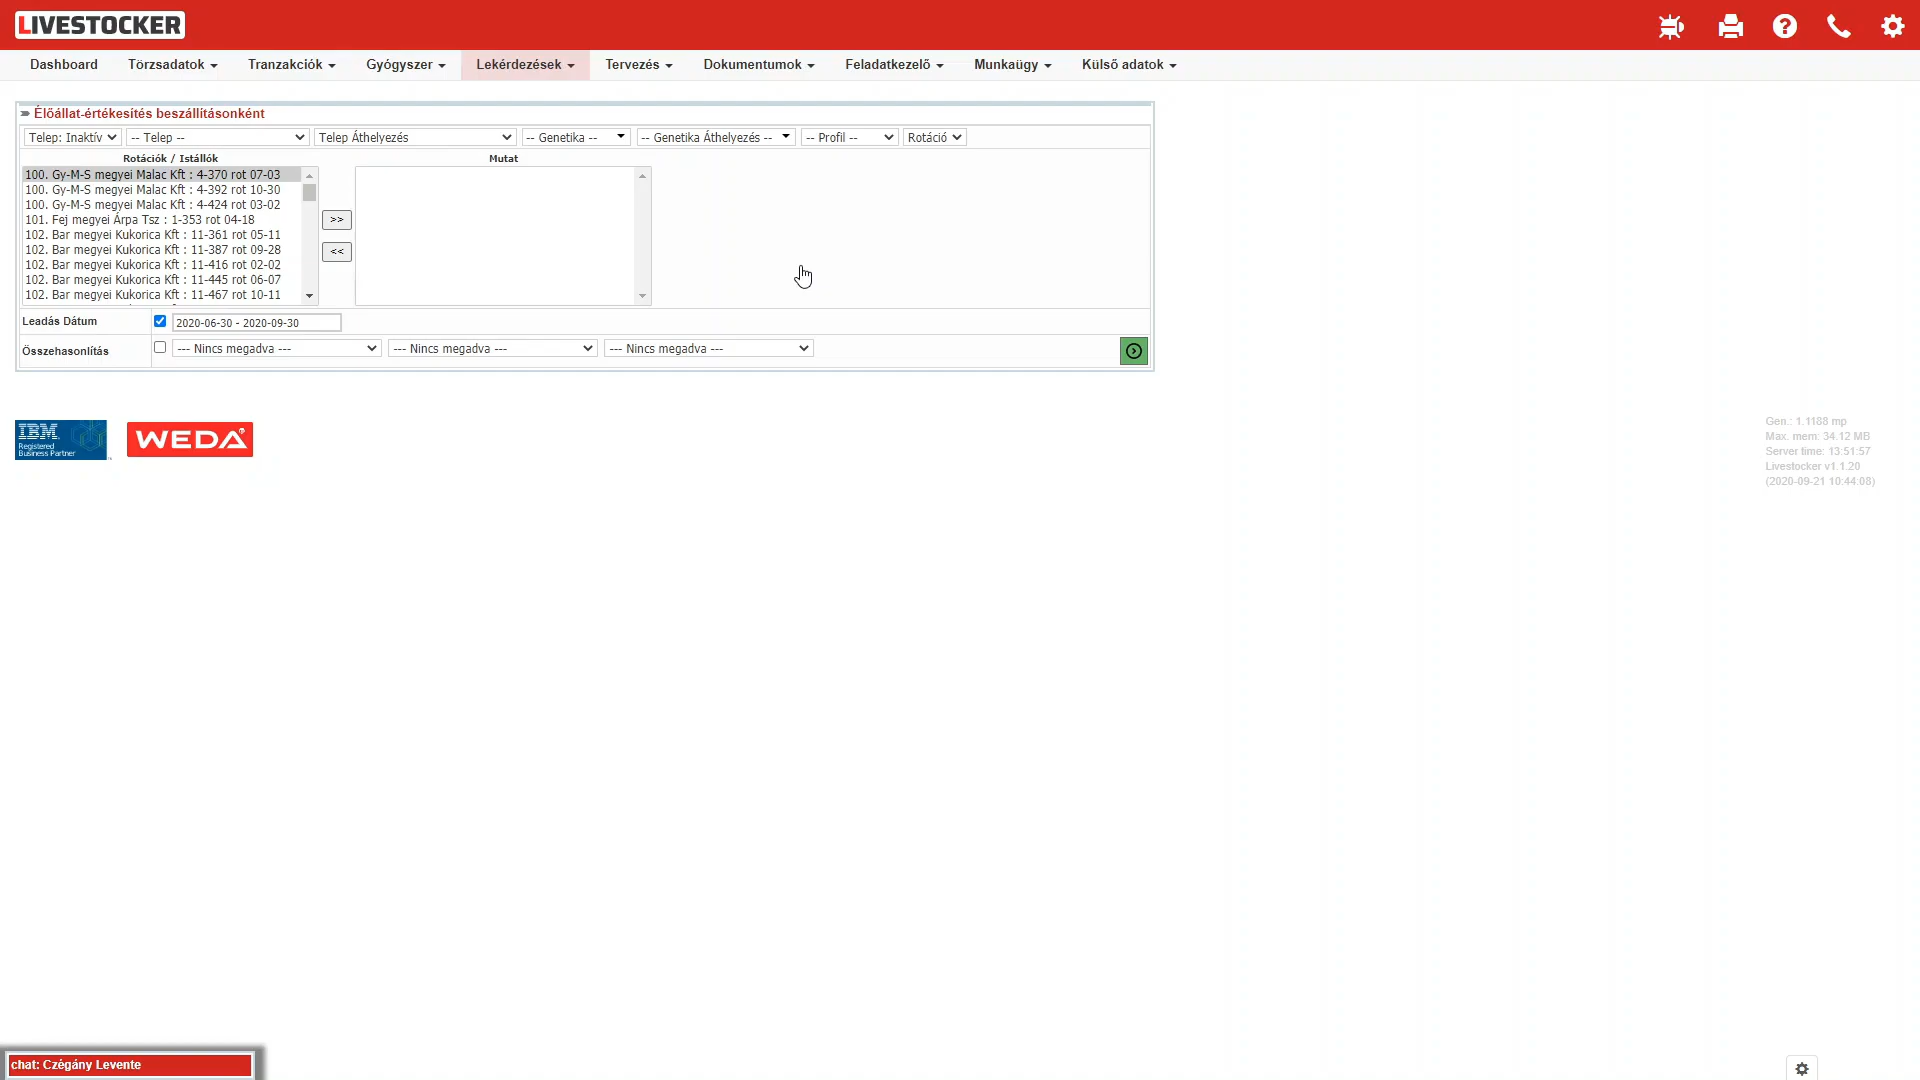 LIVESTOCKER
Dashboard Törzsadatok Tranzakciók Gyógyszer Lekérdezések Tervezés Dokumentumok Feladatkezelő Munkaügy Külső adatok
Élőállat-értékesítés beszállításonként
Telep: Inaktív -- Telep -- Telep Áthelyezés -- Genetika -- -- Genetika Áthelyezés -- -- Profil -- Rotáció
Rotációk / Istállók Mutat
100. Gy-M-S megyei Malac Kft : 4-370 rot 07-03
100. Gy-M-S megyei Malac Kft : 4-392 rot 10-30
100. Gy-M-S megyei Malac Kft : 4-424 rot 03-02
101. Fej megyei Árpa Tsz : 1-353 rot 04-18
102. Bar megyei Kukorica Kft : 11-361 rot 05-11
102. Bar megyei Kukorica Kft : 11-387 rot 09-28
102. Bar megyei Kukorica Kft : 11-416 rot 02-02
102. Bar megyei Kukorica Kft : 11-445 rot 06-07
102. Bar megyei Kukorica Kft : 11-467 rot 10-11
>>
<<
Leadás Dátum 2020-06-30 - 2020-09-30
Összehasonlítás --- Nincs megadva --- --- Nincs megadva --- --- Nincs megadva ---
IBM
Registered
Business Partner
WEDA
Gen.: 1.1188 mp
Max. mem: 34.12 MB
Server time: 13:51:57
Livestocker v1.1.20
(2020-09-21 10:44:08)
chat: Czégány Levente